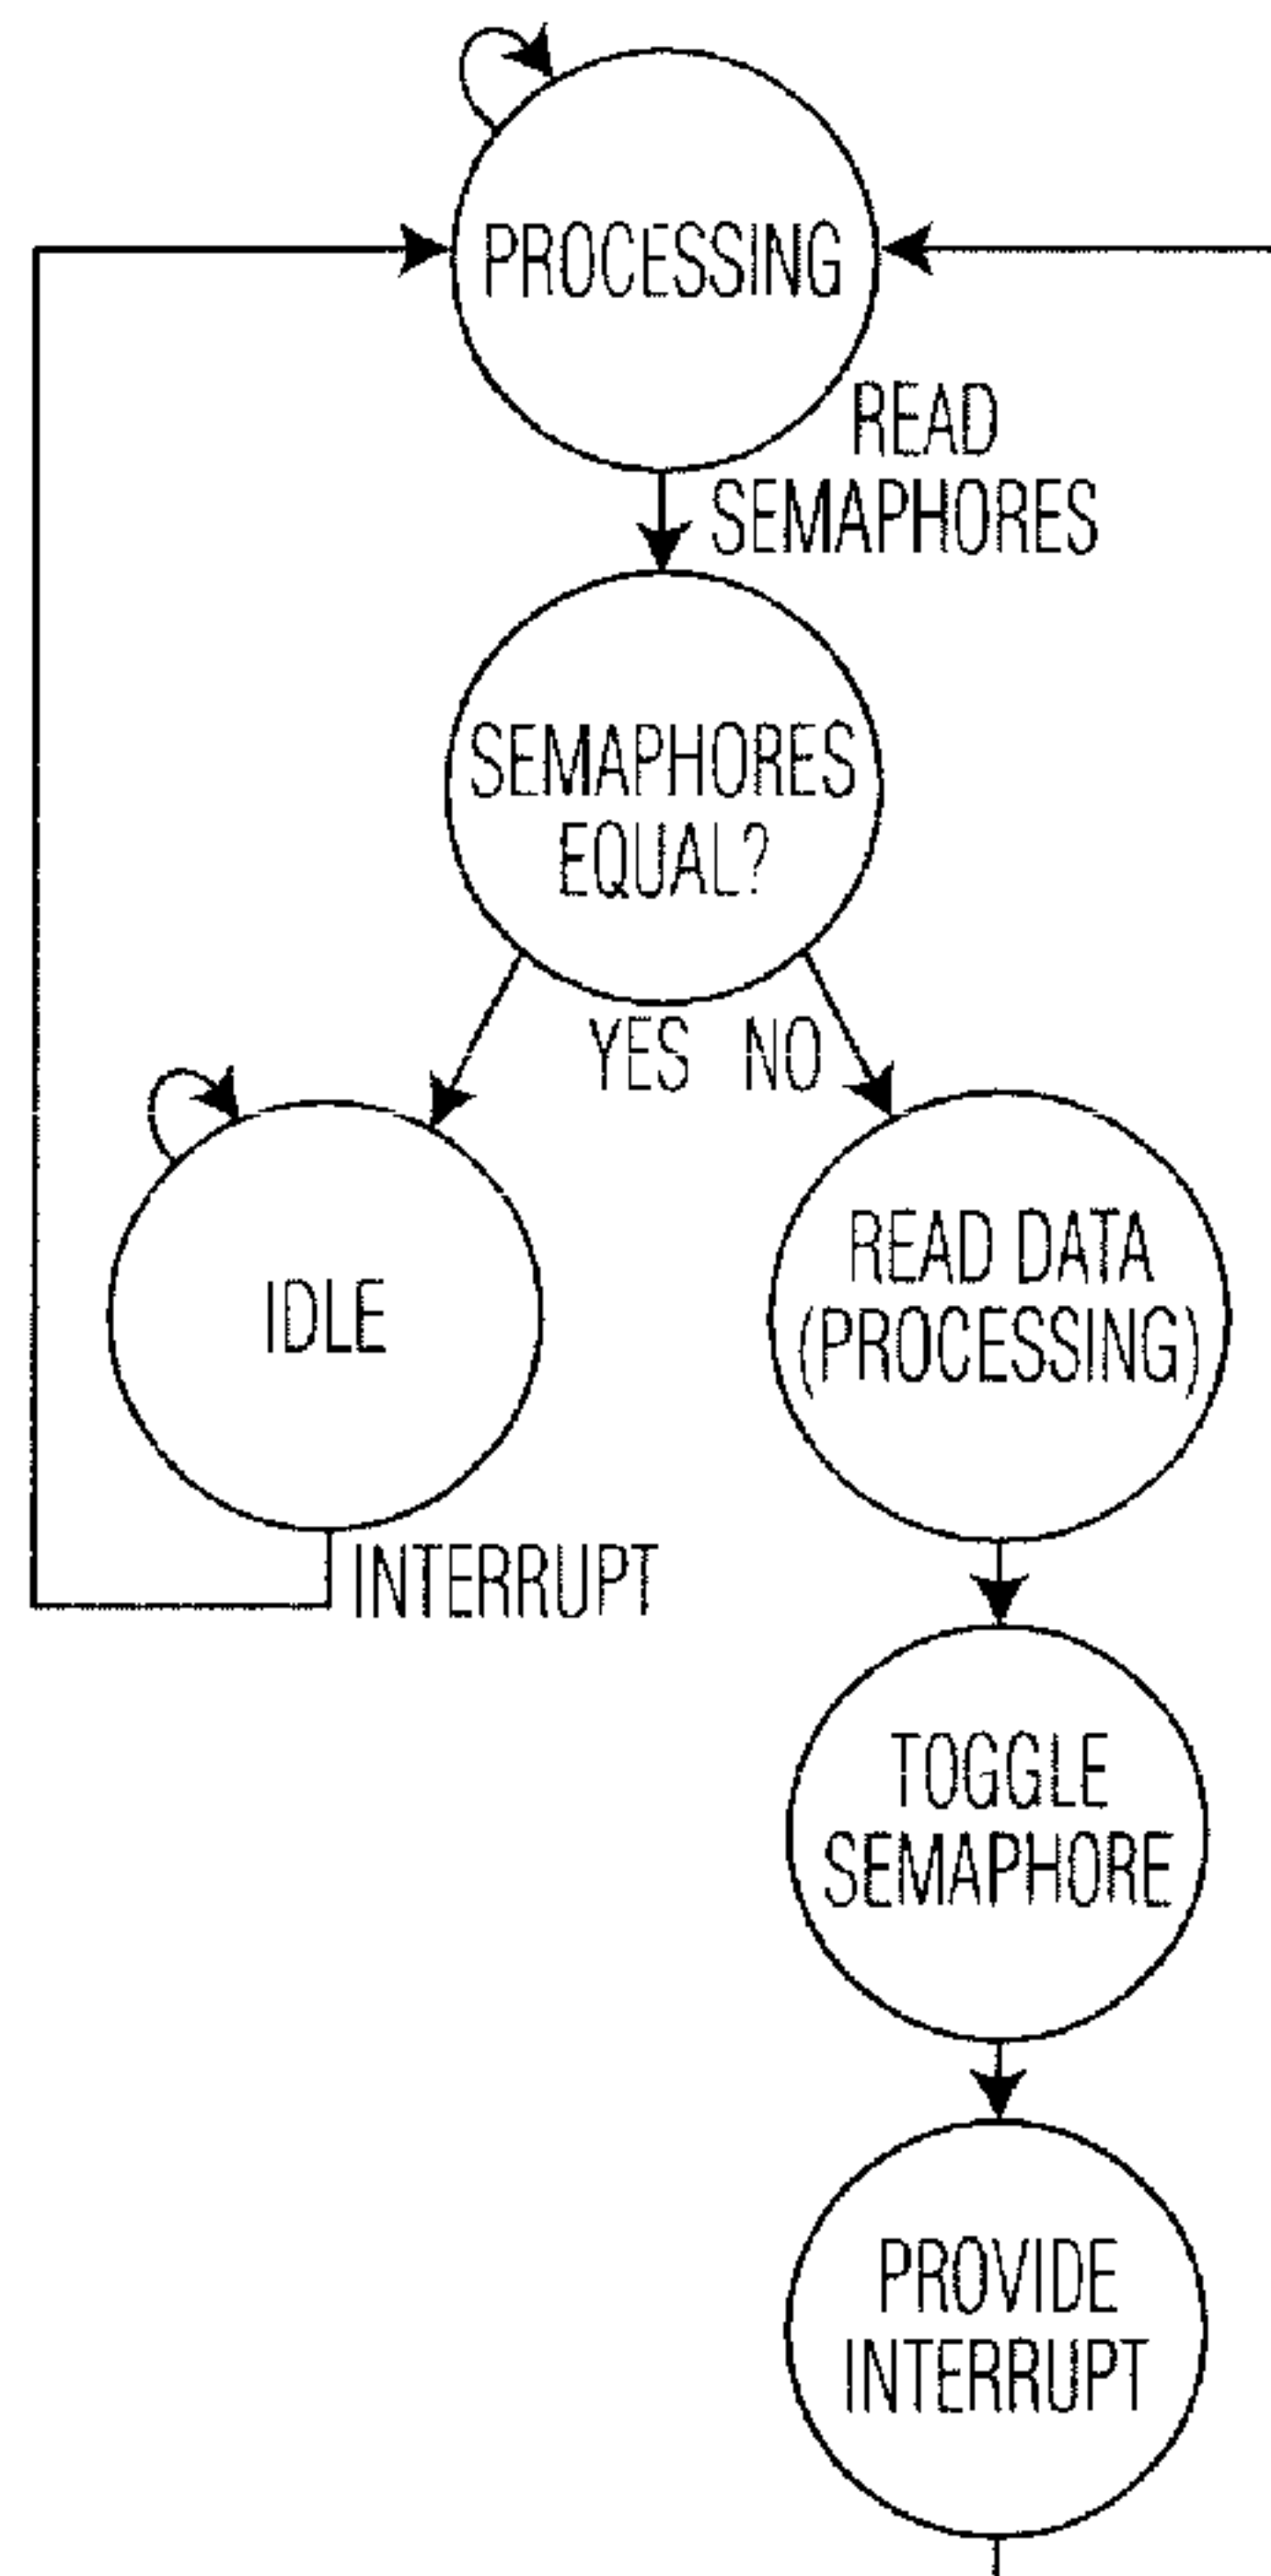 PROCESSING
READ
SEMAPHORES
SEMAPHORES
EQUAL?
YES NO
IDLE
READ DATA
(PROCESSING)
INTERRUPT
TOGGLE
SEMAPHORE
PROVIDE
INTERRUPT